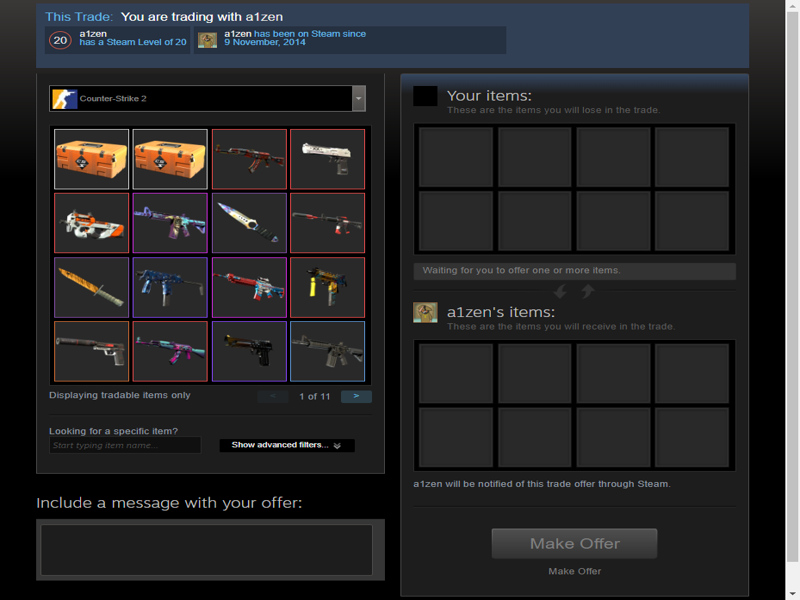 This Trade: You are trading with a1zen
20
a1zen
has a Steam Level of 20
a1zen has been on Steam since
9 November, 2014
Counter-Strike 2
Displaying tradable items only
<
1 of 11
>
Looking for a specific item?
Start typing item name...
Show advanced filters...
Include a message with your offer:
Your items:
These are the items you will lose in the trade.
Waiting for you to offer one or more items.
a1zen's items:
These are the items you will receive in the trade.
a1zen will be notified of this trade offer through Steam.
Make Offer
Make Offer